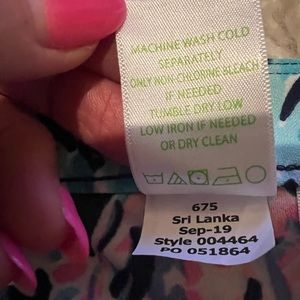 MACHINE WASH COLD
SEPARATELY
ONLY NON CHLORINE BLEACH
IF NEEDED
TUMBLE DRY LOW
LOW IRON IF NEEDED
OR DRY CLEAN
675
Sri Lanka
Sep-19
Style 004464
PO 051864